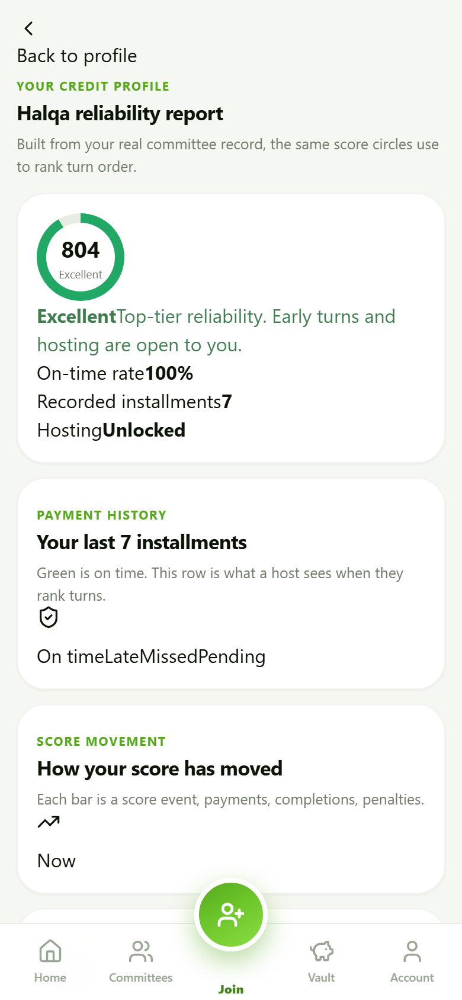 Back to profile
YOUR CREDIT PROFILE
Halqa reliability report
Built from your real committee record, the same score circles use
to rank turn order.
804
Excellent
ExcellentTop-tier reliability. Early turns and
hosting are open to you.
On-time rate100%
Recorded installments7
HostingUnlocked
PAYMENT HISTORY
Your last 7 installments
Green is on time. This row is what a host sees when they
rank turns.
On timeLateMissedPending
SCORE MOVEMENT
How your score has moved
Each bar is a score event, payments, completions, penalties.
Now
Home
Committees
Join
Vault
Account